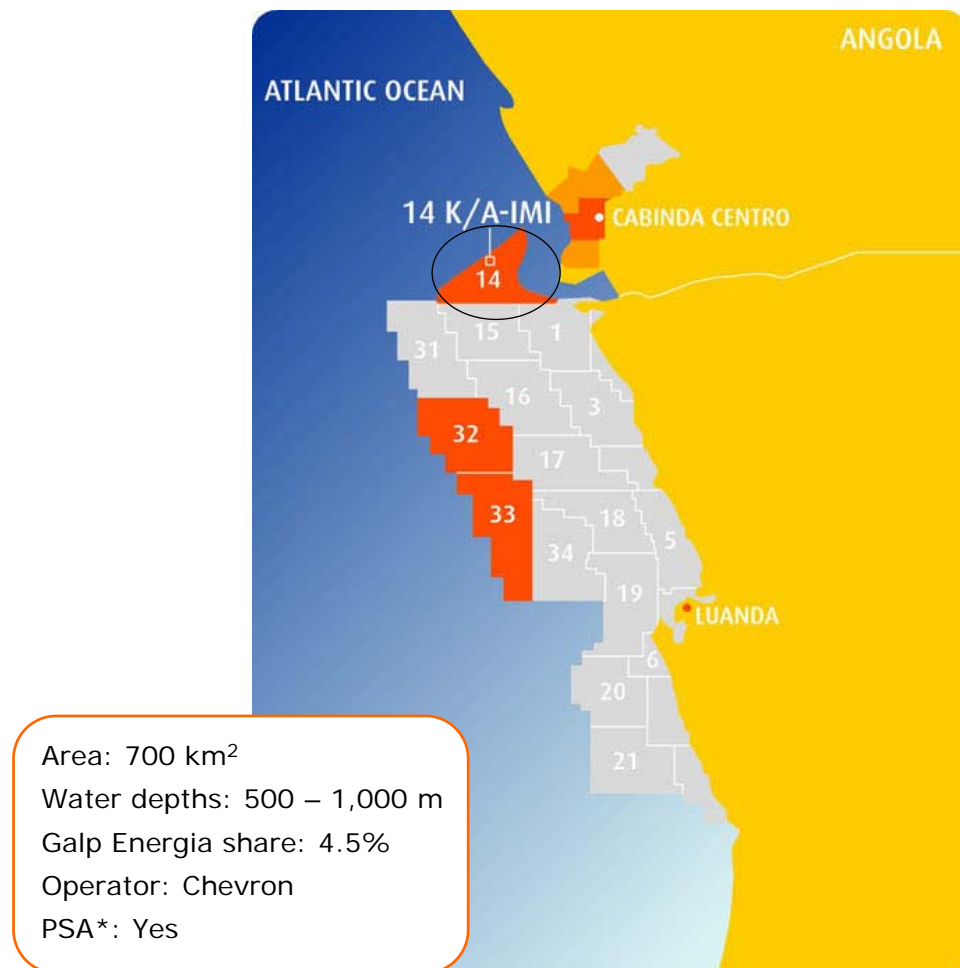 ANGOLA
ATLANTIC OCEAN
14 K/A-IMI
CABINDA CENTRO
14
15
1
31
16
3
32
17
33
18
5
34
19
LUANDA
6
20
21
Area: 700 km²
Water depths: 500 – 1,000 m
Galp Energia share: 4.5%
Operator: Chevron
PSA*: Yes